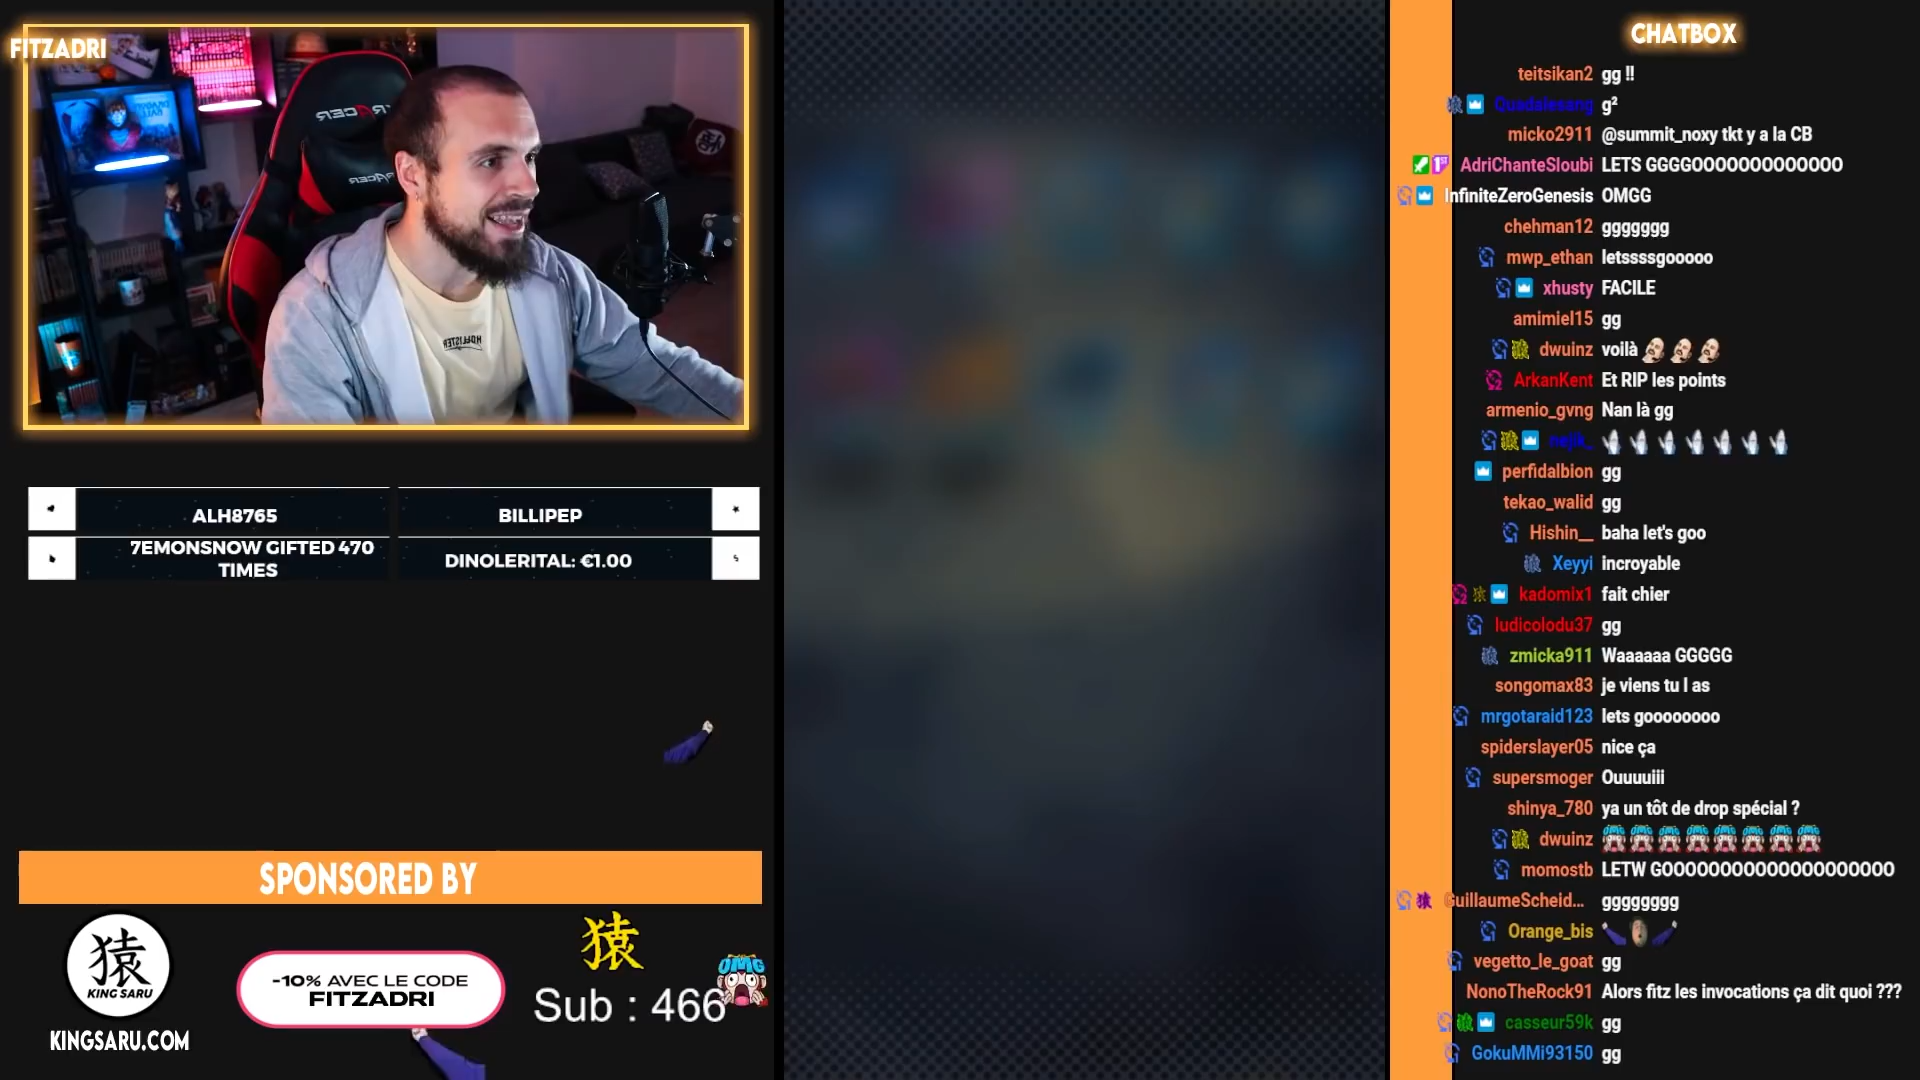 FITZADRI
HOLLISTER
ALH8765
BILLIPEP
7EMONSNOW GIFTED 470
TIMES
DINOLERITAL: €1.00
SPONSORED BY
猿
KING SARU
KINGSARU.COM
-10% AVEC LE CODE
FITZADRI
猿
Sub : 466
OMG
CHATBOX
teitsikan2 gg !!
Quadalesang g²
micko2911 @summit_noxy tkt y a la CB
AdriChanteSloubi LETS GGGGOOOOOOOOOOOOO
InfiniteZeroGenesis OMGG
chehman12 ggggggg
mwp_ethan letssssgooooo
xhusty FACILE
amimiel15 gg
dwuinz voilà
ArkanKent Et RIP les points
armenio_gvng Nan là gg
nejik_
perfidalbion gg
tekao_walid gg
Hishin__ baha let's goo
Xeyyi incroyable
kadomix1 fait chier
ludicolodu37 gg
zmicka911 Waaaaaa GGGGG
songomax83 je viens tu l as
mrgotaraid123 lets goooooooo
spiderslayer05 nice ça
supersmoger Ouuuuiii
shinya_780 ya un tôt de drop spécial ?
dwuinz
momostb LETW GOOOOOOOOOOOOOOOOOOOO
GuillaumeScheid... gggggggg
Orange_bis
vegetto_le_goat gg
NonoTheRock91 Alors fitz les invocations ça dit quoi ???
casseur59k gg
GokuMMi93150 gg